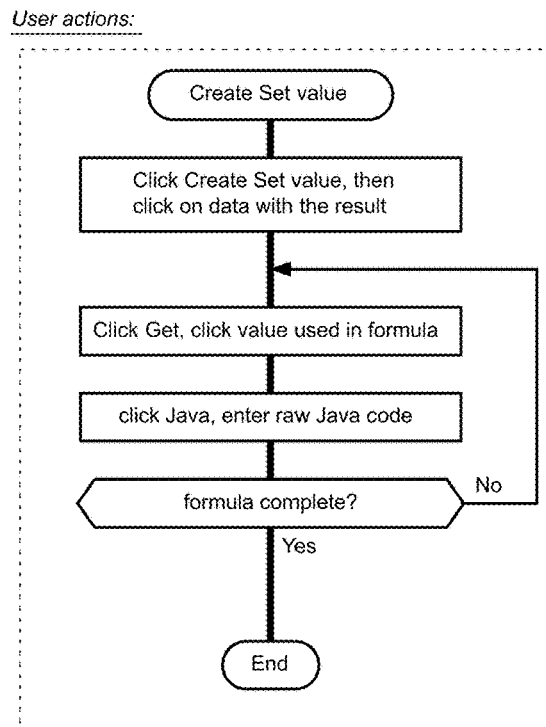 User actions:
Create Set value
Click Create Set value, then
click on data with the result
Click Get, click value used in formula
click Java, enter raw Java code
formula complete?
No
Yes
End